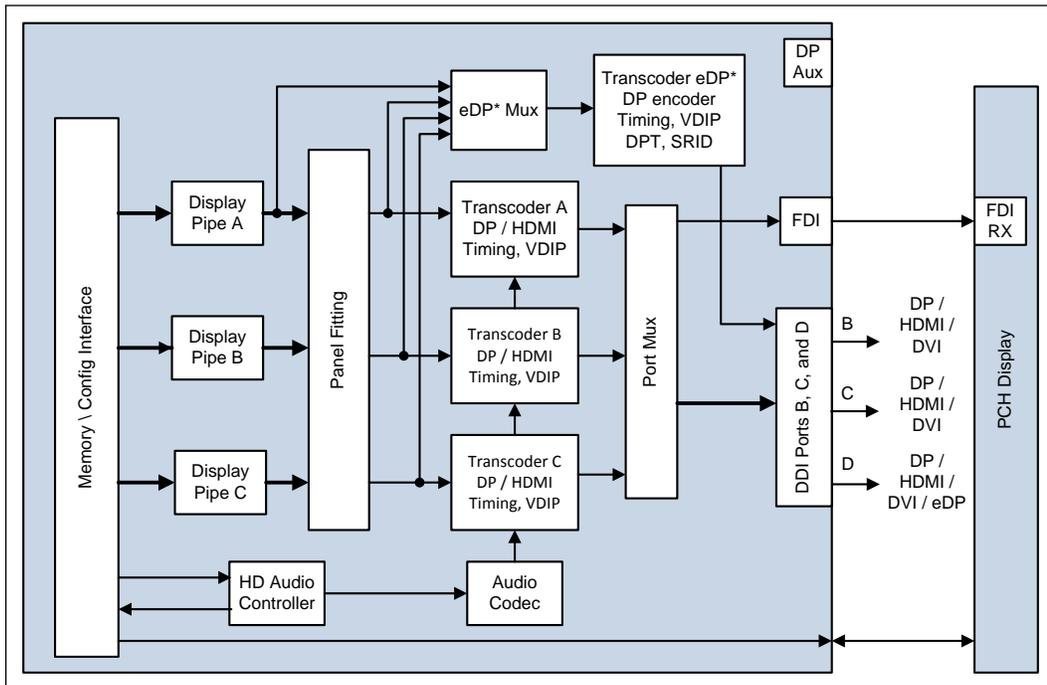 DP
Aux
Transcoder eDP*
DP encoder
Timing, VDIP
DPT, SRID
eDP* Mux
Memory \ Config Interface
Display
Pipe A
Panel Fitting
Transcoder A
DP / HDMI
Timing, VDIP
Port Mux
FDI
FDI
RX
Display
Pipe B
Transcoder B
DP / HDMI
Timing, VDIP
DDI Ports B, C, and D
B
DP /
HDMI /
DVI
PCH Display
C
DP /
HDMI /
DVI
Display
Pipe C
Transcoder C
DP / HDMI
Timing, VDIP
D
DP /
HDMI /
DVI / eDP
HD Audio
Controller
Audio
Codec